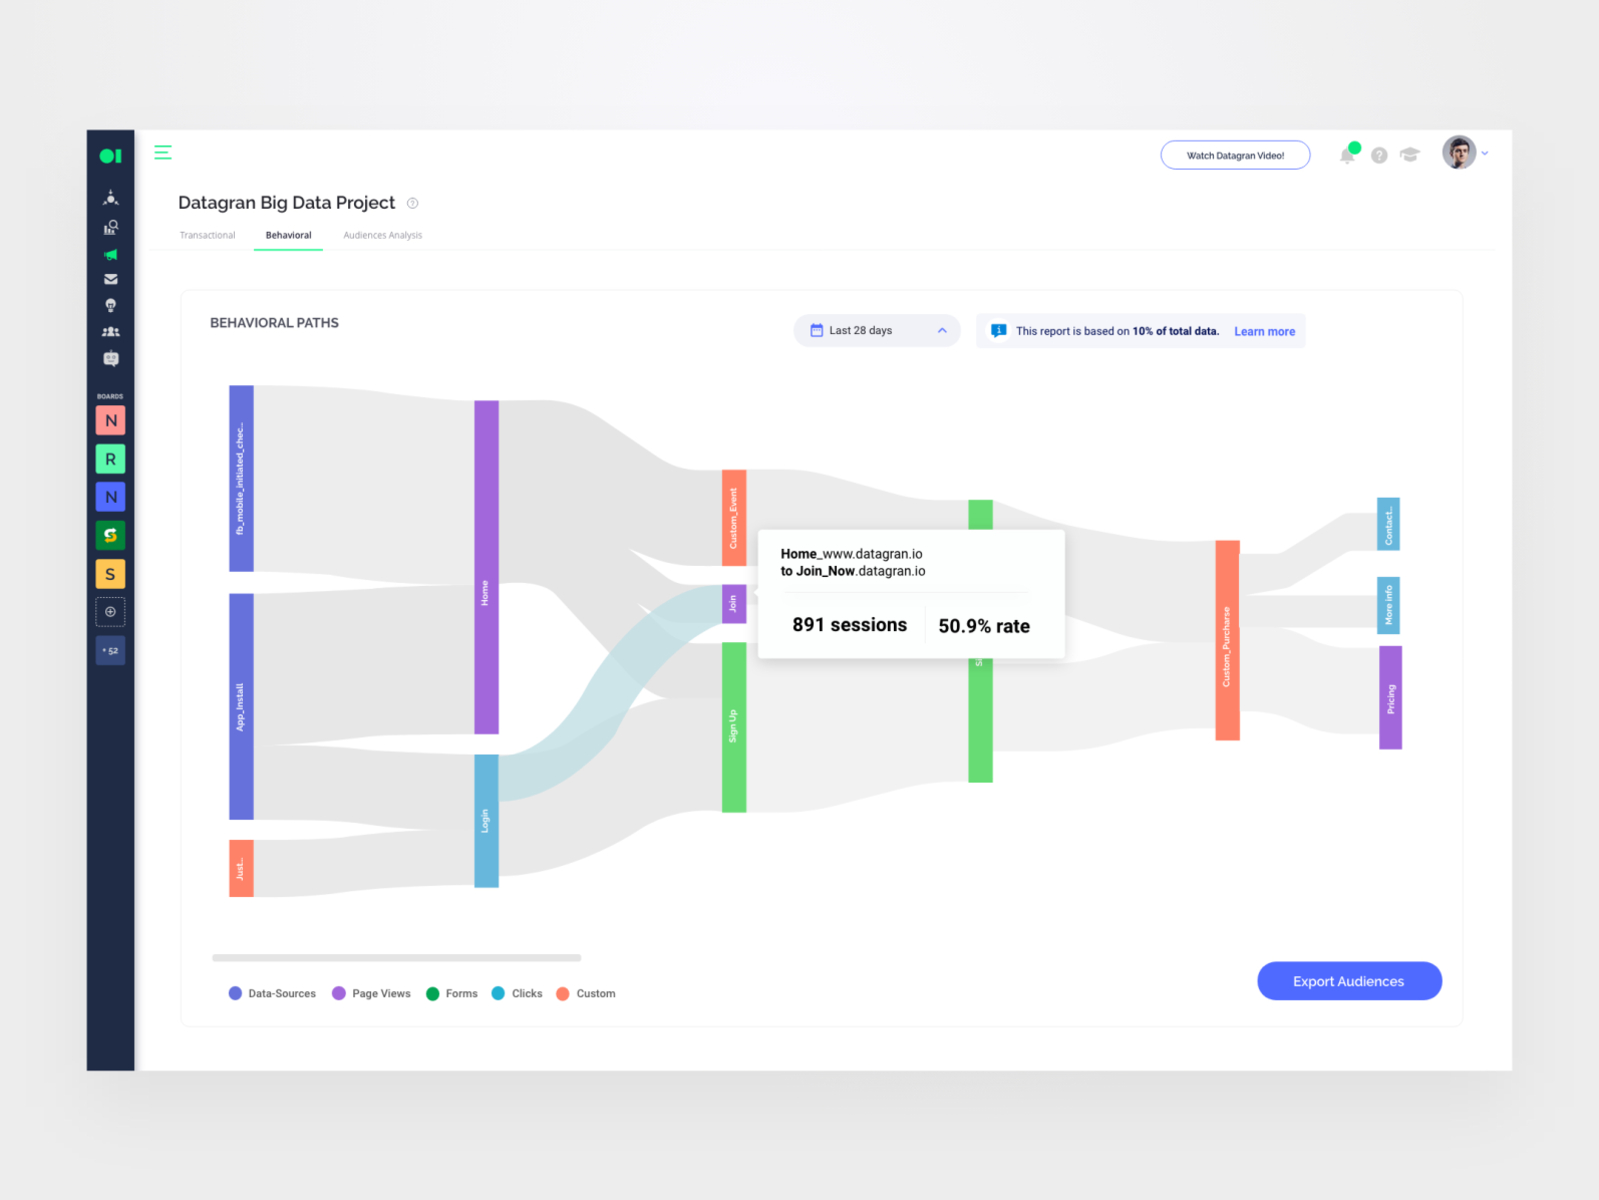 Watch Datagran Video!
Datagran Big Data Project
Transactional
Behavioral
Audiences Analysis
BOARDS
N
R
N
S
S
+ 52
BEHAVIORAL PATHS
Last 28 days
This report is based on 10% of total data. Learn more
fb_mobile_initiated_chec...
App_Install
Just...
Home
Login
Custom_Event
Join
Sign Up
Home_www.datagran.io
to Join_Now.datagran.io
891 sessions
50.9% rate
Custom_Purcharse
Contact...
More info
Pricing
Data-Sources
Page Views
Forms
Clicks
Custom
Export Audiences